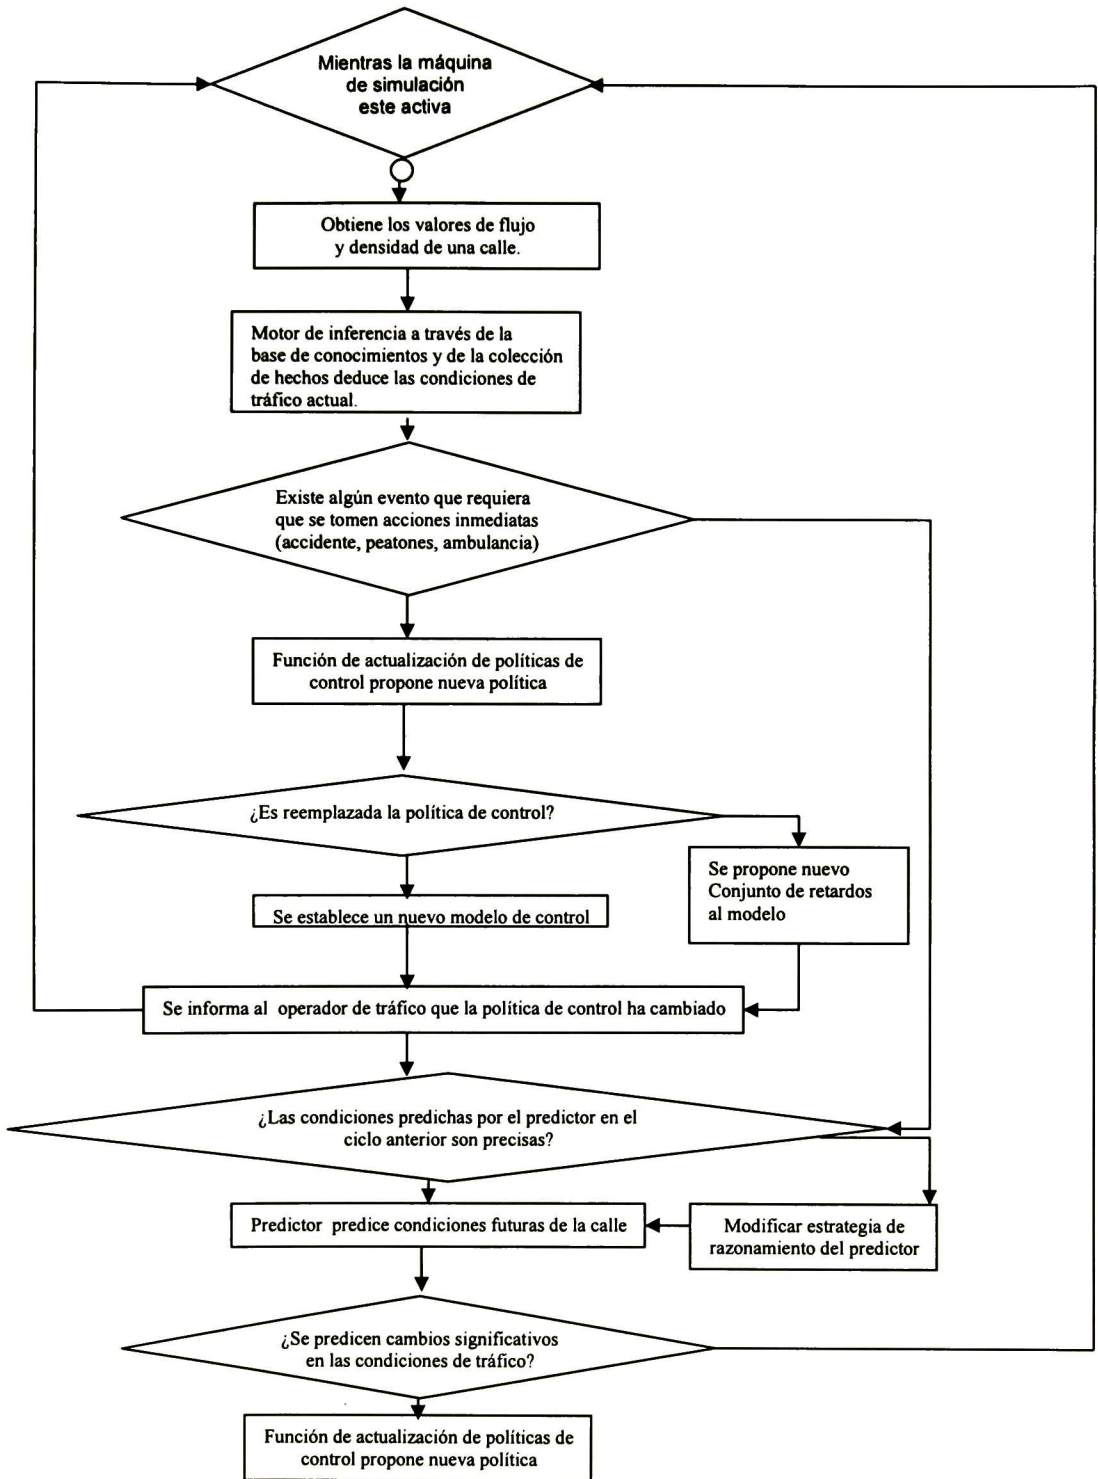 Mientras la máquina
de simulación
este activa
Obtiene los valores de flujo
y densidad de una calle.
Motor de inferencia a través de la
base de conocimientos y de la colección
de hechos deduce las condiciones de
tráfico actual.
Existe algún evento que requiera
que se tomen acciones inmediatas
(accidente, peatones, ambulancia)
Función de actualización de políticas de
control propone nueva política
¿Es reemplazada la política de control?
Se propone nuevo
Conjunto de retardos
al modelo
Se establece un nuevo modelo de control
Se informa al operador de tráfico que la política de control ha cambiado
¿Las condiciones predichas por el predictor en el
ciclo anterior son precisas?
Predictor predice condiciones futuras de la calle
Modificar estrategia de
razonamiento del predictor
¿Se predicen cambios significativos
en las condiciones de tráfico?
Función de actualización de políticas de
control propone nueva política